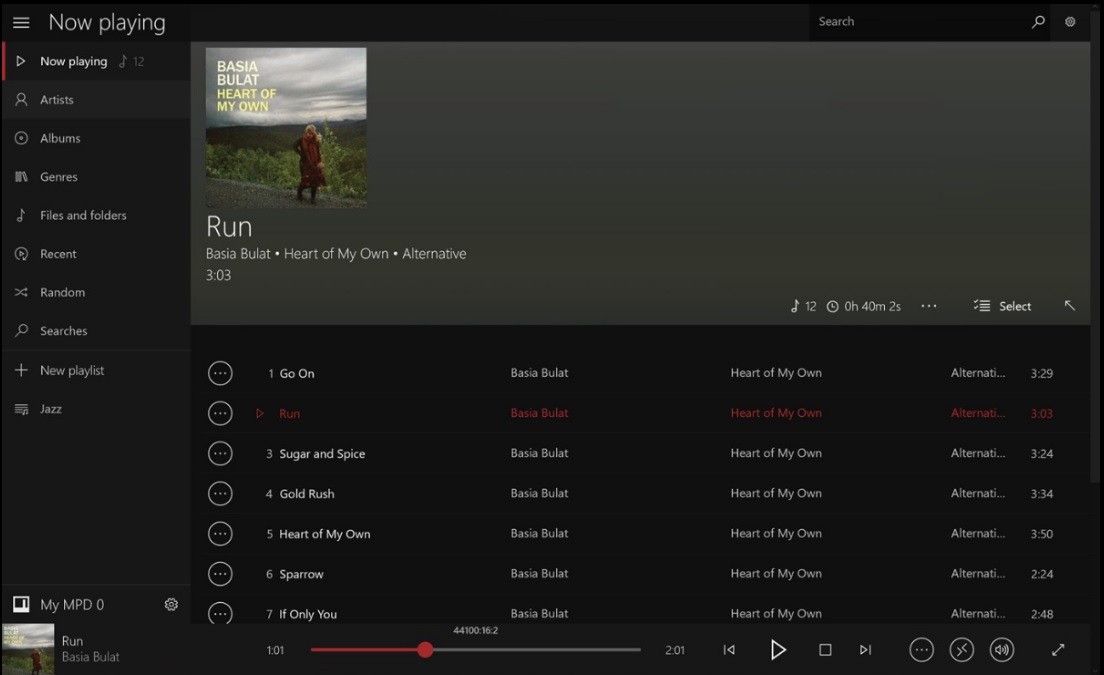 Now playing
Search
Now playing 12
Artists
Albums
Genres
Files and folders
Recent
Random
Searches
New playlist
Jazz
My MPD 0
BASIA
BULAT
HEART OF
MY OWN
Run
Basia Bulat • Heart of My Own • Alternative
3:03
12 0h 40m 2s ··· Select
1 Go On Basia Bulat Heart of My Own Alternati... 3:29
Run Basia Bulat Heart of My Own Alternati... 3:03
3 Sugar and Spice Basia Bulat Heart of My Own Alternati... 3:24
4 Gold Rush Basia Bulat Heart of My Own Alternati... 3:34
5 Heart of My Own Basia Bulat Heart of My Own Alternati... 3:50
6 Sparrow Basia Bulat Heart of My Own Alternati... 2:24
7 If Only You Basia Bulat Heart of My Own Alternati... 2:48
Run
Basia Bulat
44100:16:2
1:01 2:01